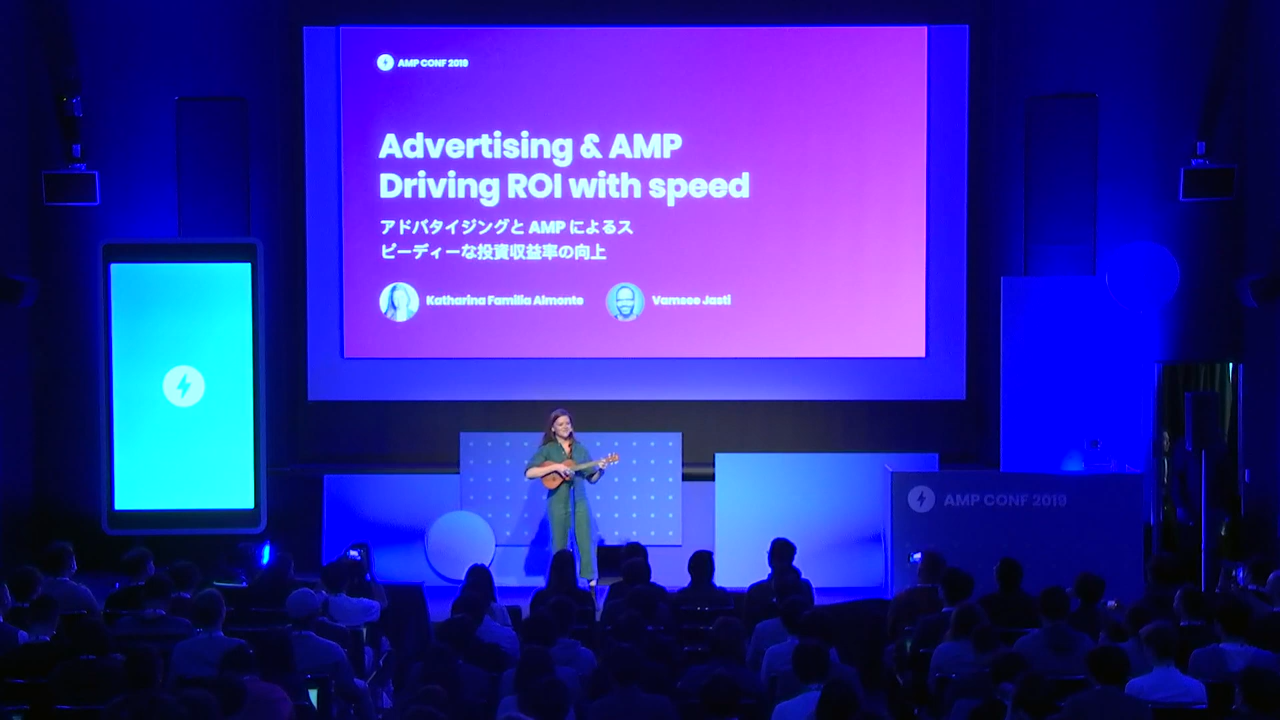 AMP CONF 2019
Advertising & AMP
Driving ROI with speed
アドバタイジングと AMP によるス
ピーディーな投資収益率の向上
Katharina Familia Almonte
Vamsee Jasti
AMP CONF 2019